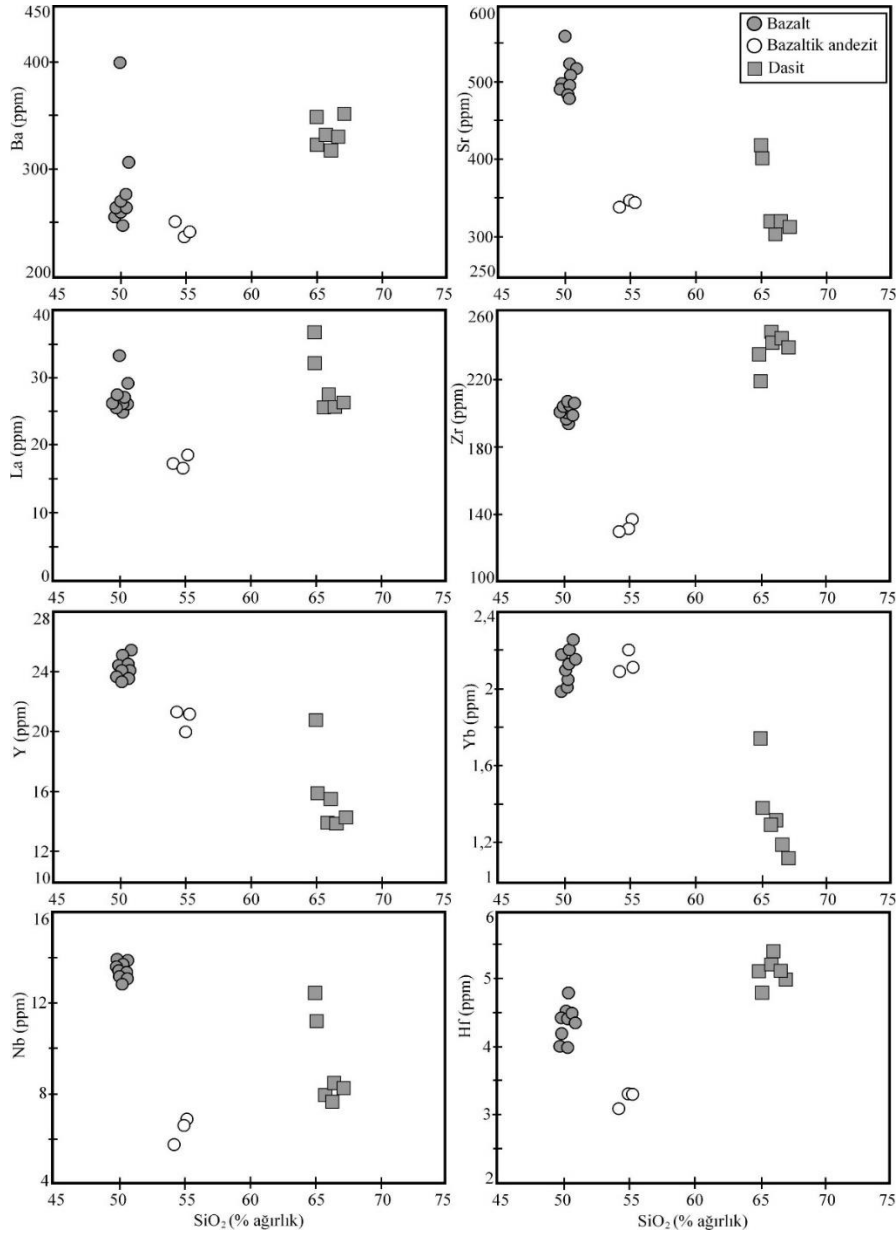 450
400
300
200
Ba (ppm)
45 50 55 60 65 70 75
600
500
400
300
250
Sr (ppm)
Bazalt
Bazaltik andezit
Dasit
45 50 55 60 65 70 75
40
30
20
10
0
La (ppm)
45 50 55 60 65 70 75
260
220
180
140
100
Zr (ppm)
45 50 55 60 65 70 75
24
20
16
12
10
Y (ppm)
45 50 55 60 65 70 75
2,4
2
1,6
1,2
1
Yb (ppm)
45 50 55 60 65 70 75
16
12
8
4
Nb (ppm)
45 50 55 60 65 70 75
SiO₂ (% ağırlık)
6
5
4
3
2
Hf (ppm)
45 50 55 60 65 70 75
SiO₂ (% ağırlık)